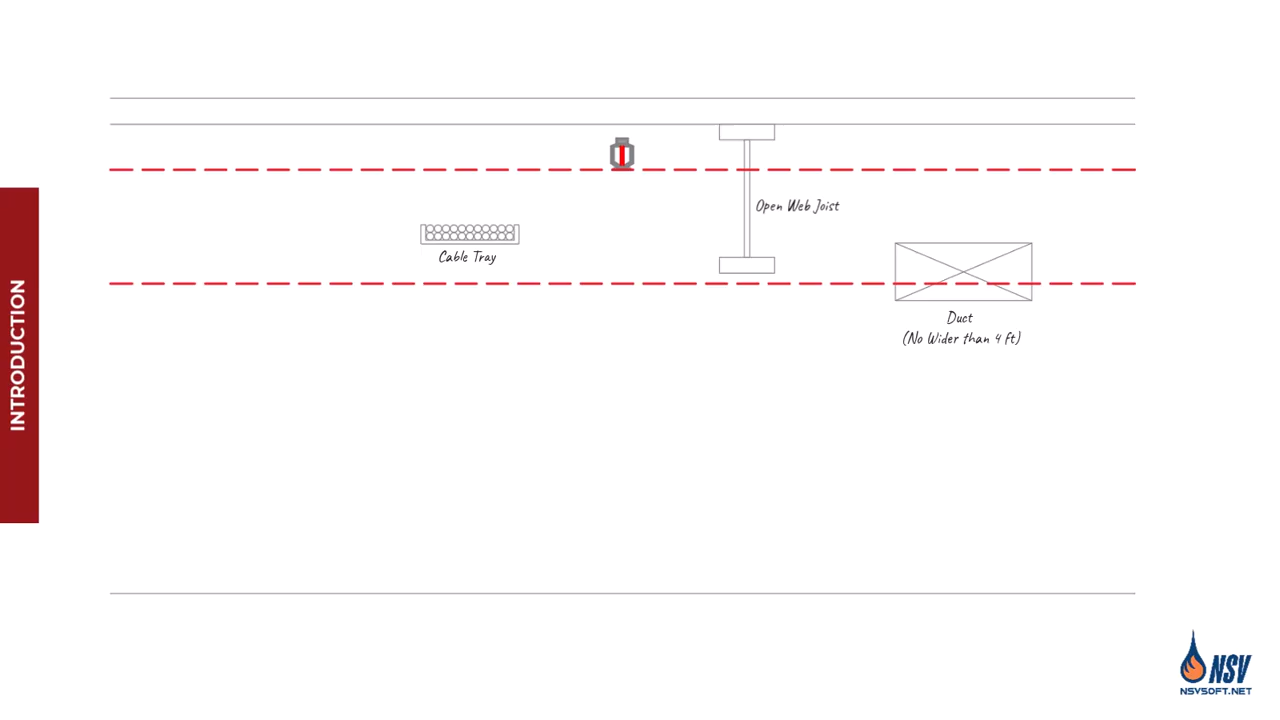 Open Web Joist
Cable Tray
Duct
(No Wider than 4 ft)
INTRODUCTION
NSV
NSVSOFT.NET